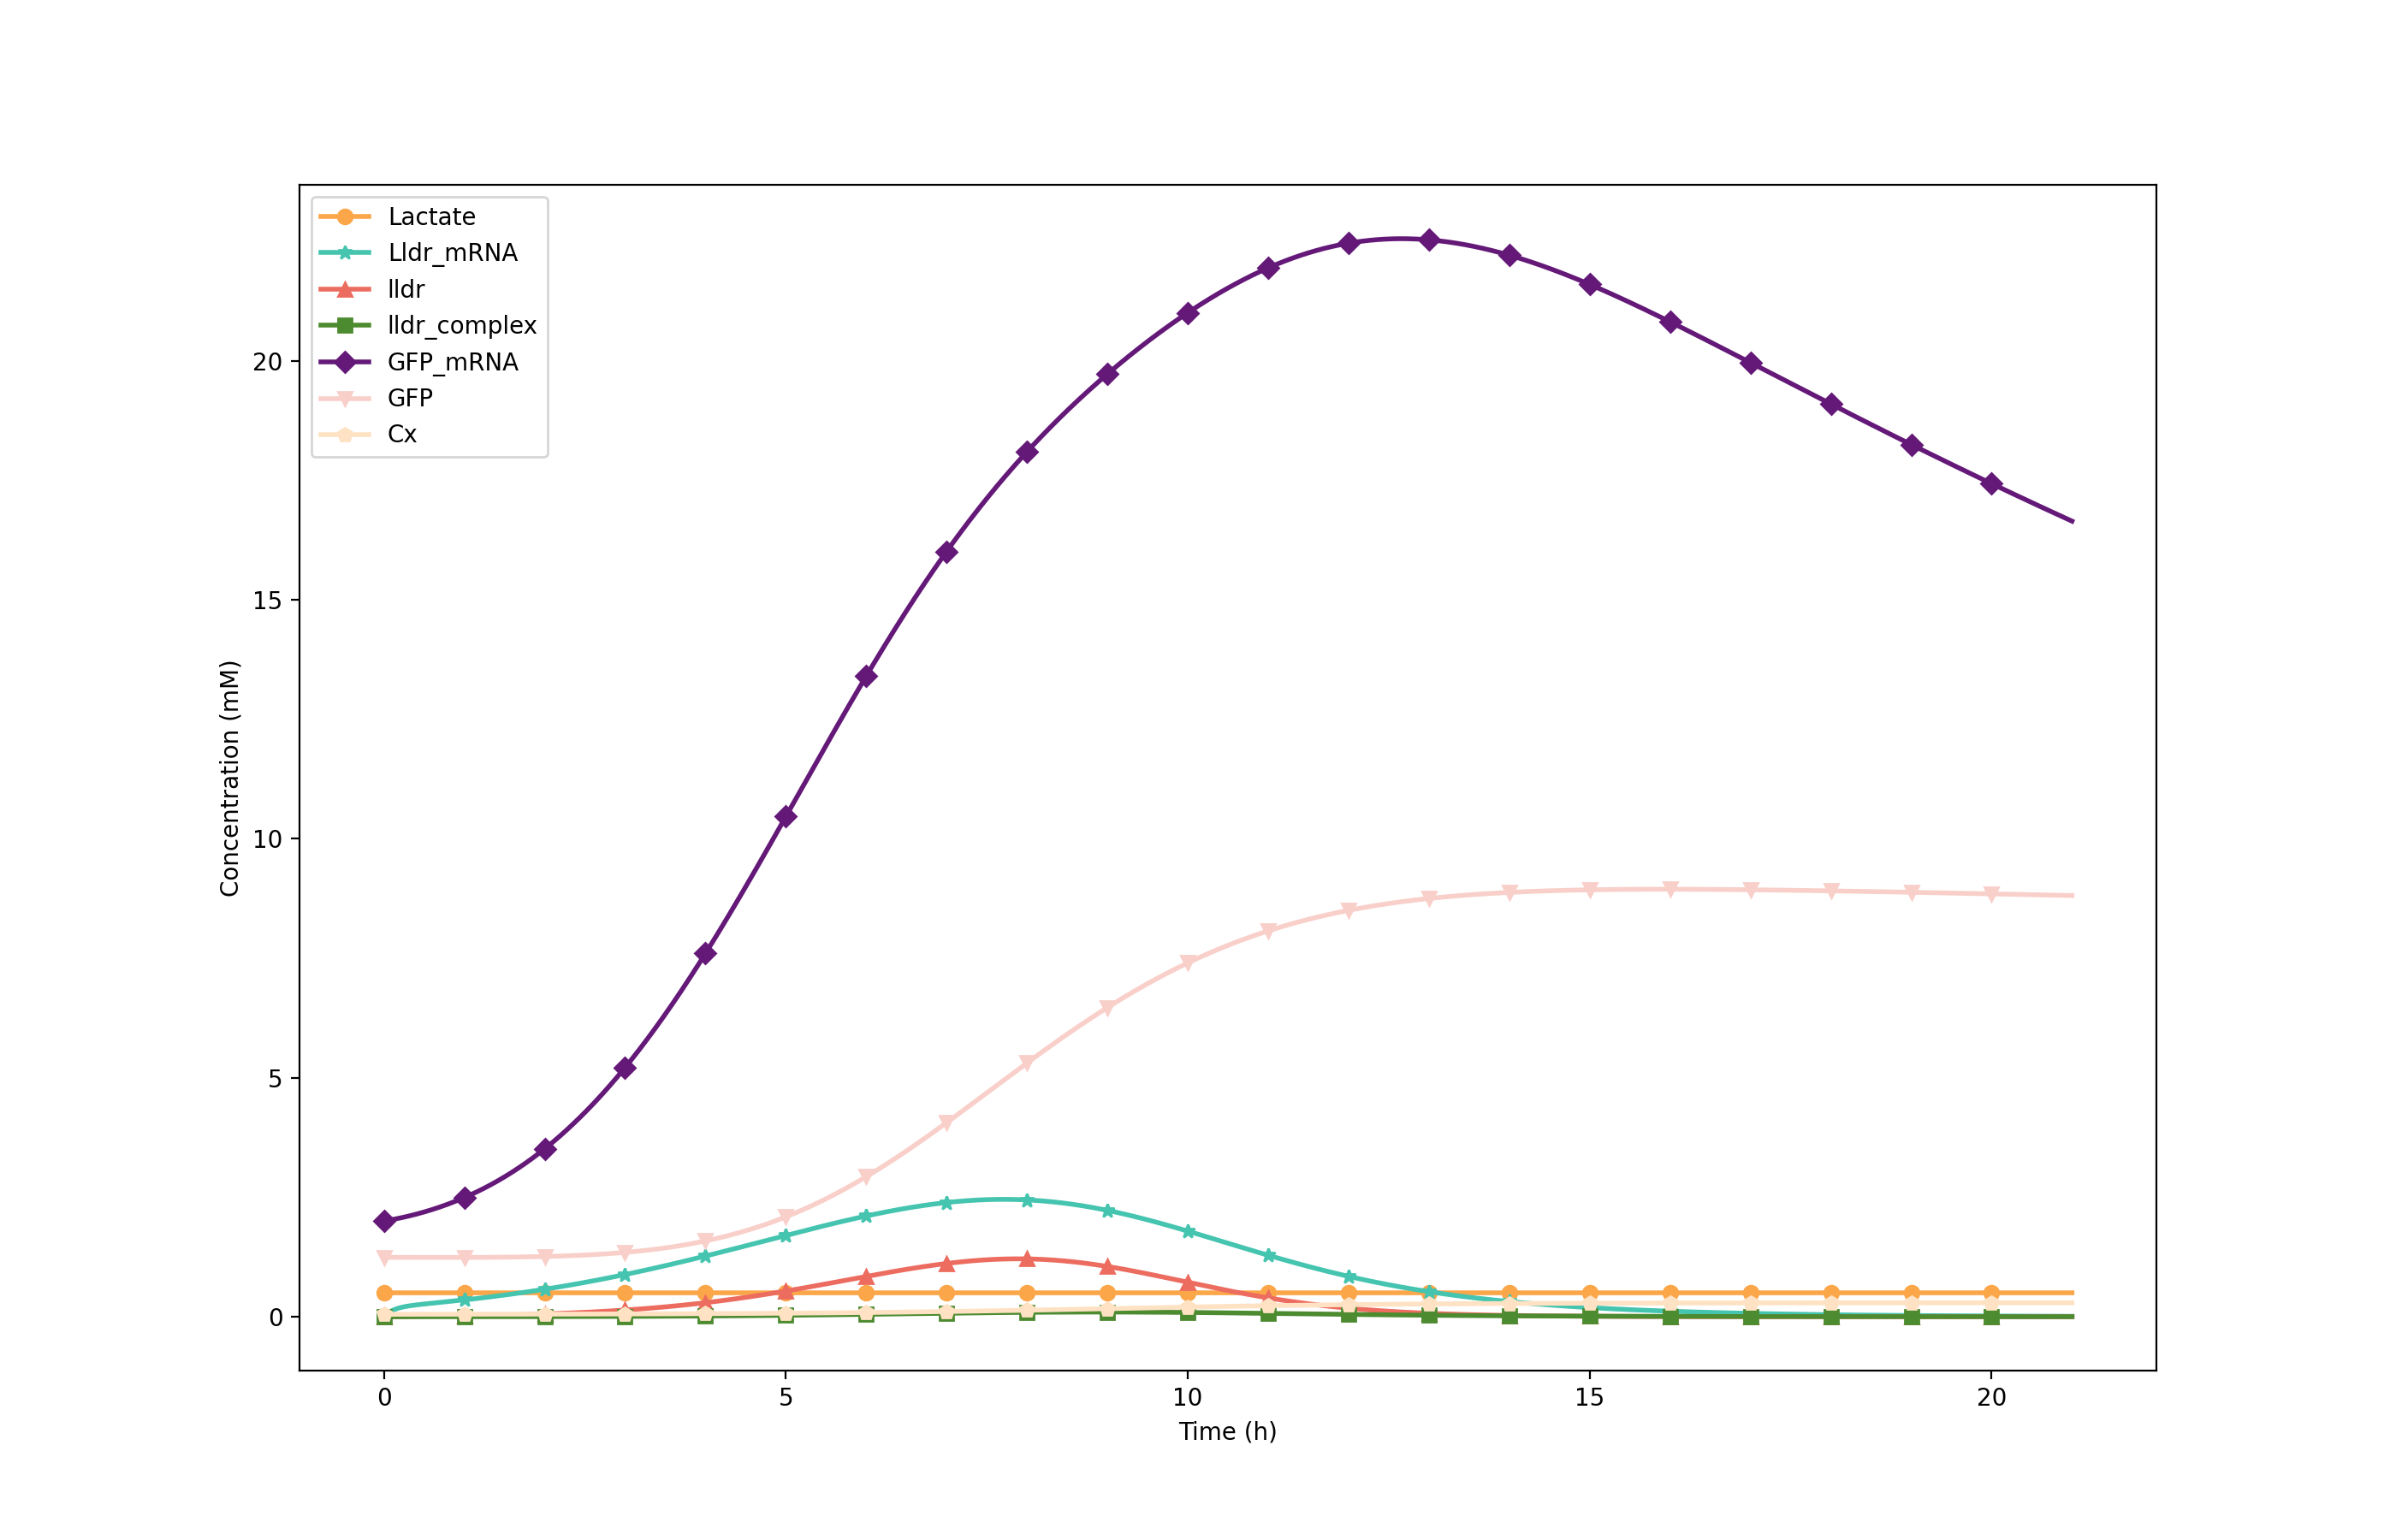 Lactate
Lldr_mRNA
lldr
lldr_complex
GFP_mRNA
GFP
Cx
20
15
10
5
0
Concentration (mM)
0 5 10 15 20
Time (h)